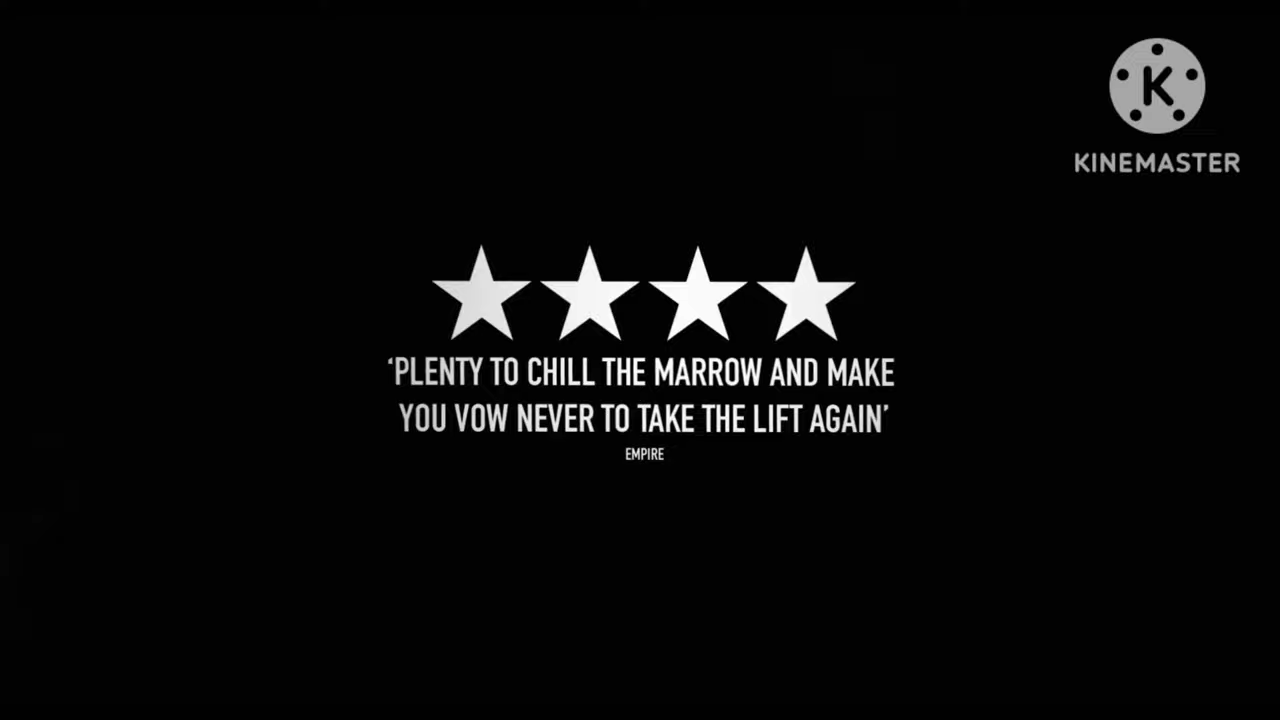 K
KINEMASTER
‘PLENTY TO CHILL THE MARROW AND MAKE
YOU VOW NEVER TO TAKE THE LIFT AGAIN’
EMPIRE